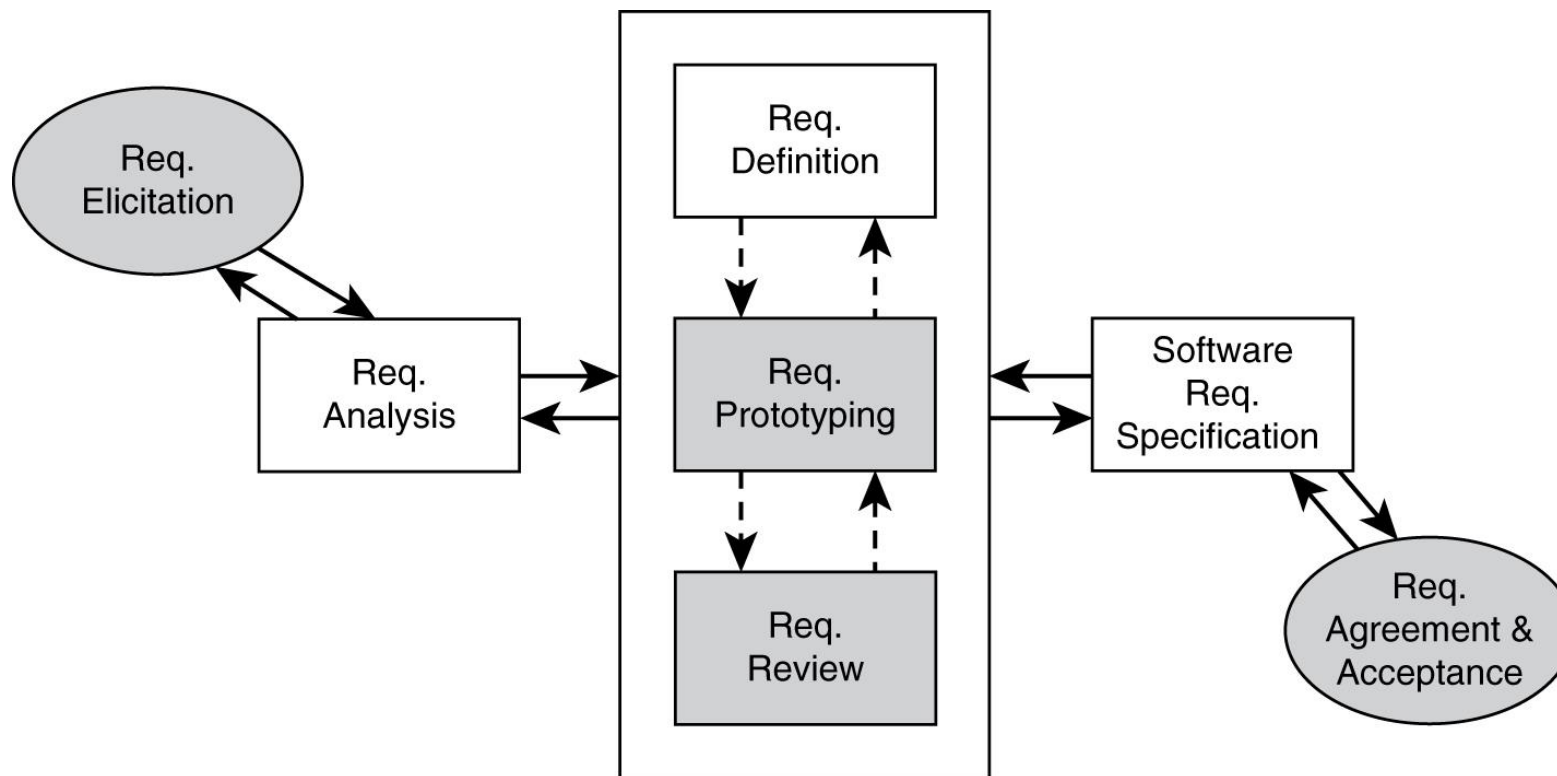 Req.
Elicitation
Req.
Analysis
Req.
Definition
Req.
Prototyping
Req.
Review
Software
Req.
Specification
Req.
Agreement &
Acceptance